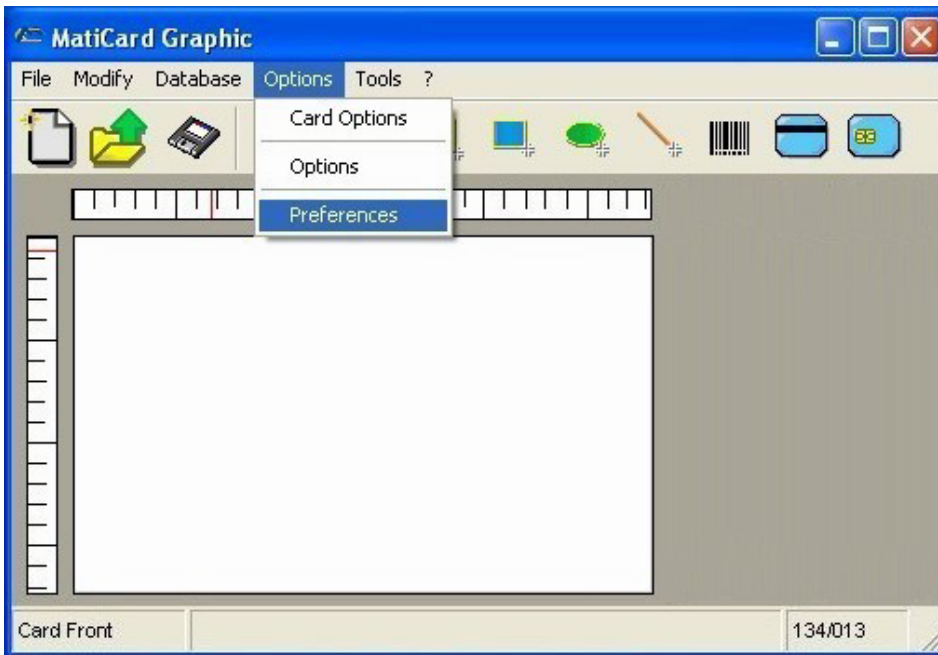 MatiCard Graphic
File Modify Database Options Tools ?
Card Options
Options
Preferences
Card Front 134/013